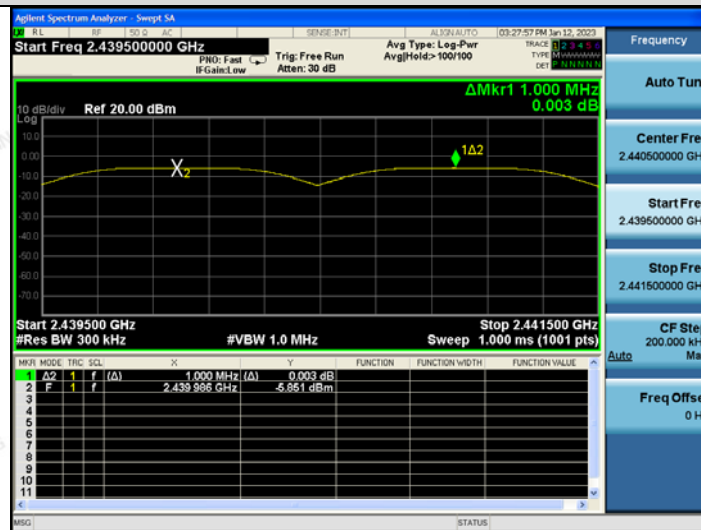 Agilent Spectrum Analyzer - Swept SA
RL RF 50 Ω AC SENSE:INT ALIGN AUTO 03:27:57 PM Jan 12, 2023
Start Freq 2.439500000 GHz
PNO: Fast
IFGain:Low
Trig: Free Run
Atten: 30 dB
Avg Type: Log-Pwr
Avg|Hold:>100/100
TRACE 1 2 3 4 5 6
TYPE MWWWWW
DET P N N N N N
ΔMkr1 1.000 MHz
0.003 dB
10 dB/div Ref 20.00 dBm
Log
10.0
0.00
-10.0
-20.0
-30.0
-40.0
-50.0
-60.0
-70.0
X2
1Δ2
Start 2.439500 GHz Stop 2.441500 GHz
#Res BW 300 kHz #VBW 1.0 MHz Sweep 1.000 ms (1001 pts)
MKR MODE TRC SCL X Y FUNCTION FUNCTION WIDTH FUNCTION VALUE
1 Δ2 1 f (Δ) 1.000 MHz (Δ) 0.003 dB
2 F 1 f 2.439 986 GHz -5.851 dBm
3
4
5
6
7
8
9
10
11
MSG STATUS
Frequency
Auto Tun
Center Fre
2.440500000 GH
Start Fre
2.439500000 GH
Stop Fre
2.441500000 GH
CF Ste
200.000 kH
Auto Ma
Freq Offse
0 H